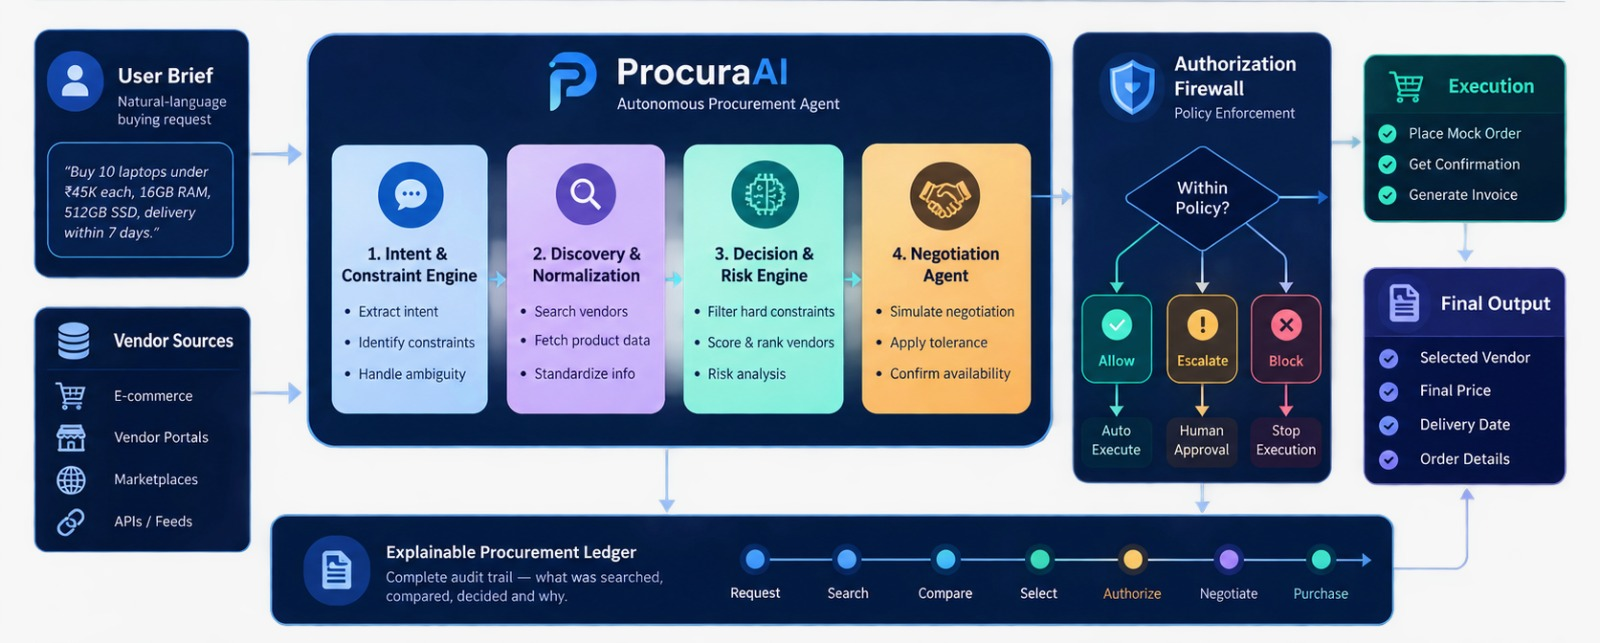 User Brief
Natural-language
buying request
“Buy 10 laptops under
₹45K each, 16GB RAM,
512GB SSD, delivery
within 7 days.”
Vendor Sources
E-commerce
Vendor Portals
Marketplaces
APIs / Feeds
ProcuraAI
Autonomous Procurement Agent
1. Intent &
Constraint Engine
• Extract intent
• Identify constraints
• Handle ambiguity
2. Discovery &
Normalization
• Search vendors
• Fetch product data
• Standardize info
3. Decision &
Risk Engine
• Filter hard constraints
• Score & rank vendors
• Risk analysis
4. Negotiation
Agent
• Simulate negotiation
• Apply tolerance
• Confirm availability
Authorization
Firewall
Policy Enforcement
Within
Policy?
Allow
Escalate
Block
Auto
Execute
Human
Approval
Stop
Execution
Execution
Place Mock Order
Get Confirmation
Generate Invoice
Final Output
Selected Vendor
Final Price
Delivery Date
Order Details
Explainable Procurement Ledger
Complete audit trail — what was searched,
compared, decided and why.
Request
Search
Compare
Select
Authorize
Negotiate
Purchase